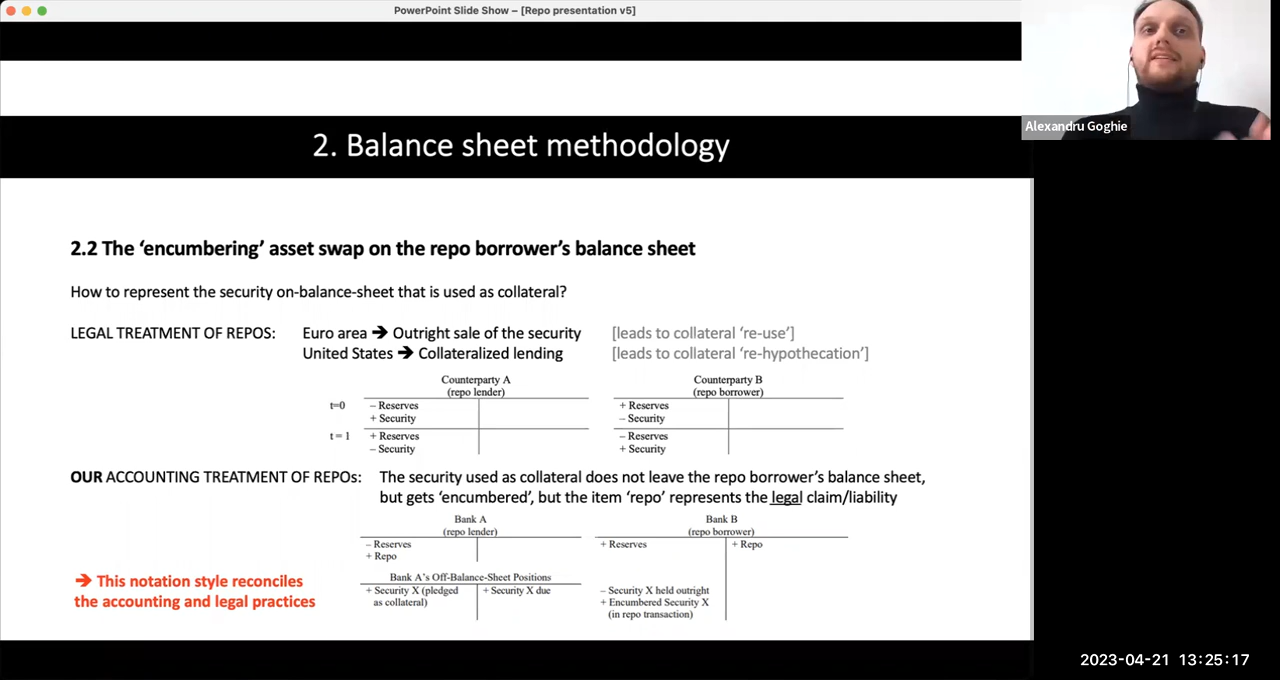 PowerPoint Slide Show – [Repo presentation v5]
Alexandru Goghie
2. Balance sheet methodology
2.2 The ‘encumbering’ asset swap on the repo borrower’s balance sheet
How to represent the security on-balance-sheet that is used as collateral?
LEGAL TREATMENT OF REPOS: Euro area ➔ Outright sale of the security [leads to collateral ‘re-use’]
United States ➔ Collateralized lending [leads to collateral ‘re-hypothecation’]
Counterparty A Counterparty B
(repo lender) (repo borrower)
t=0 – Reserves + Reserves
+ Security – Security
t = 1 + Reserves – Reserves
– Security + Security
OUR ACCOUNTING TREATMENT OF REPOs: The security used as collateral does not leave the repo borrower’s balance sheet,
but gets ‘encumbered’, but the item ‘repo’ represents the legal claim/liability
Bank A Bank B
(repo lender) (repo borrower)
– Reserves + Reserves + Repo
+ Repo
Bank A’s Off-Balance-Sheet Positions
+ Security X (pledged + Security X due – Security X held outright
as collateral) + Encumbered Security X
(in repo transaction)
➔ This notation style reconciles
the accounting and legal practices
2023-04-21 13:25:17